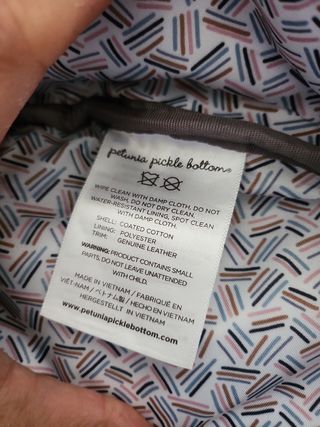 petunia pickle bottom®
WIPE CLEAN WITH DAMP CLOTH, DO NOT
WASH, DO NOT DRY CLEAN.
WATER-RESISTANT LINING, SPOT CLEAN
WITH DAMP CLOTH.
SHELL: COATED COTTON
LINING: POLYESTER
TRIM: GENUINE LEATHER
WARNING: PRODUCT CONTAINS SMALL
PARTS. DO NOT LEAVE UNATTENDED
WITH CHILD.
MADE IN VIETNAM / FABRIQUÉ EN
VIÊT-NAM / ベトナム製 / HECHO EN VIETNAM
HERGESTELLT IN VIETNAM
www.petuniapicklebottom.com